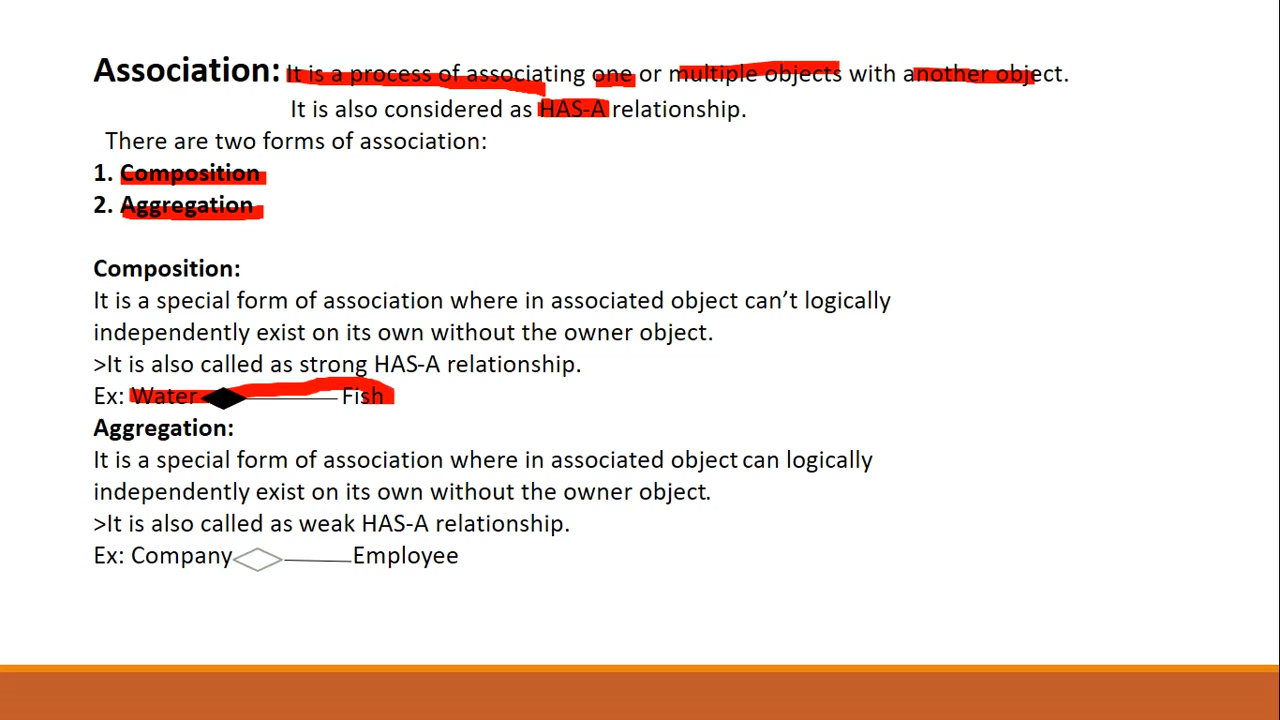 Association: It is a process of associating one or multiple objects with another object.
It is also considered as HAS-A relationship.
There are two forms of association:
1. Composition
2. Aggregation
Composition:
It is a special form of association where in associated object can’t logically
independently exist on its own without the owner object.
>It is also called as strong HAS-A relationship.
Ex: Water Fish
Aggregation:
It is a special form of association where in associated object can logically
independently exist on its own without the owner object.
>It is also called as weak HAS-A relationship.
Ex: Company Employee